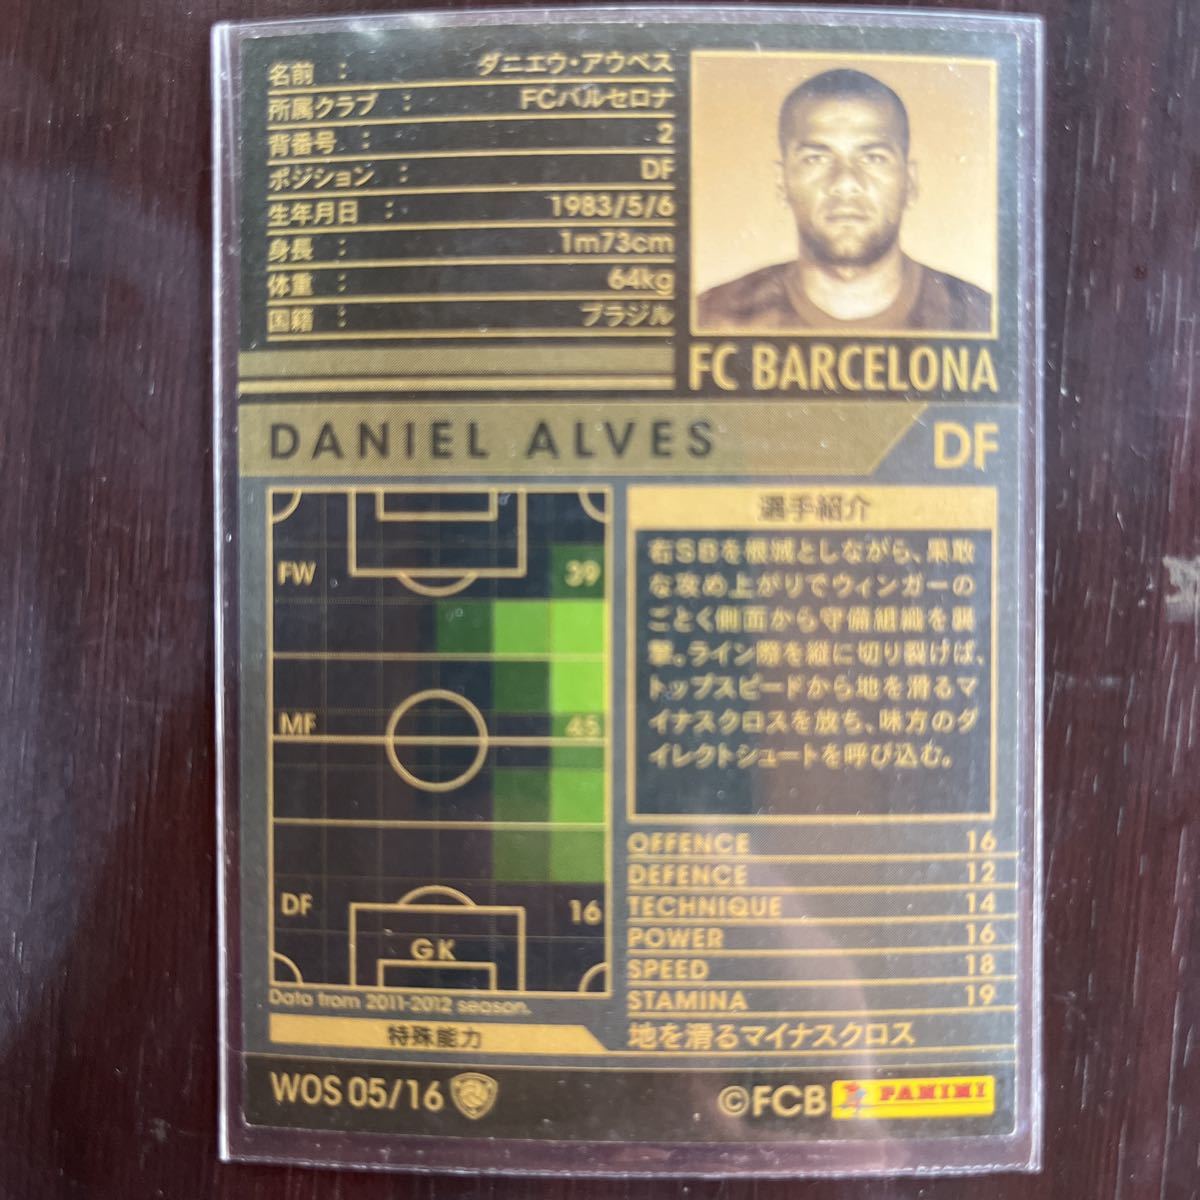 名前 : ダニエウ・アウベス
所属クラブ : FCバルセロナ
背番号 : 2
ポジション : DF
生年月日 : 1983/5/6
身長 : 1m73cm
体重 : 64kg
国籍 : ブラジル
FC BARCELONA
DANIEL ALVES
DF
FW 39
MF 45
DF 16
GK
Data from 2011-2012 season.
選手紹介
右SBを根城としながら、果敢
な攻め上がりでウィンガーの
ごとく側面から守備組織を襲
撃。ライン際を縦に切り裂けば、
トップスピードから地を滑るマ
イナスクロスを放ち、味方のダ
イレクトシュートを呼び込む。
OFFENCE 16
DEFENCE 12
TECHNIQUE 14
POWER 16
SPEED 18
STAMINA 19
特殊能力
地を滑るマイナスクロス
WOS 05/16
©FCB PANINI